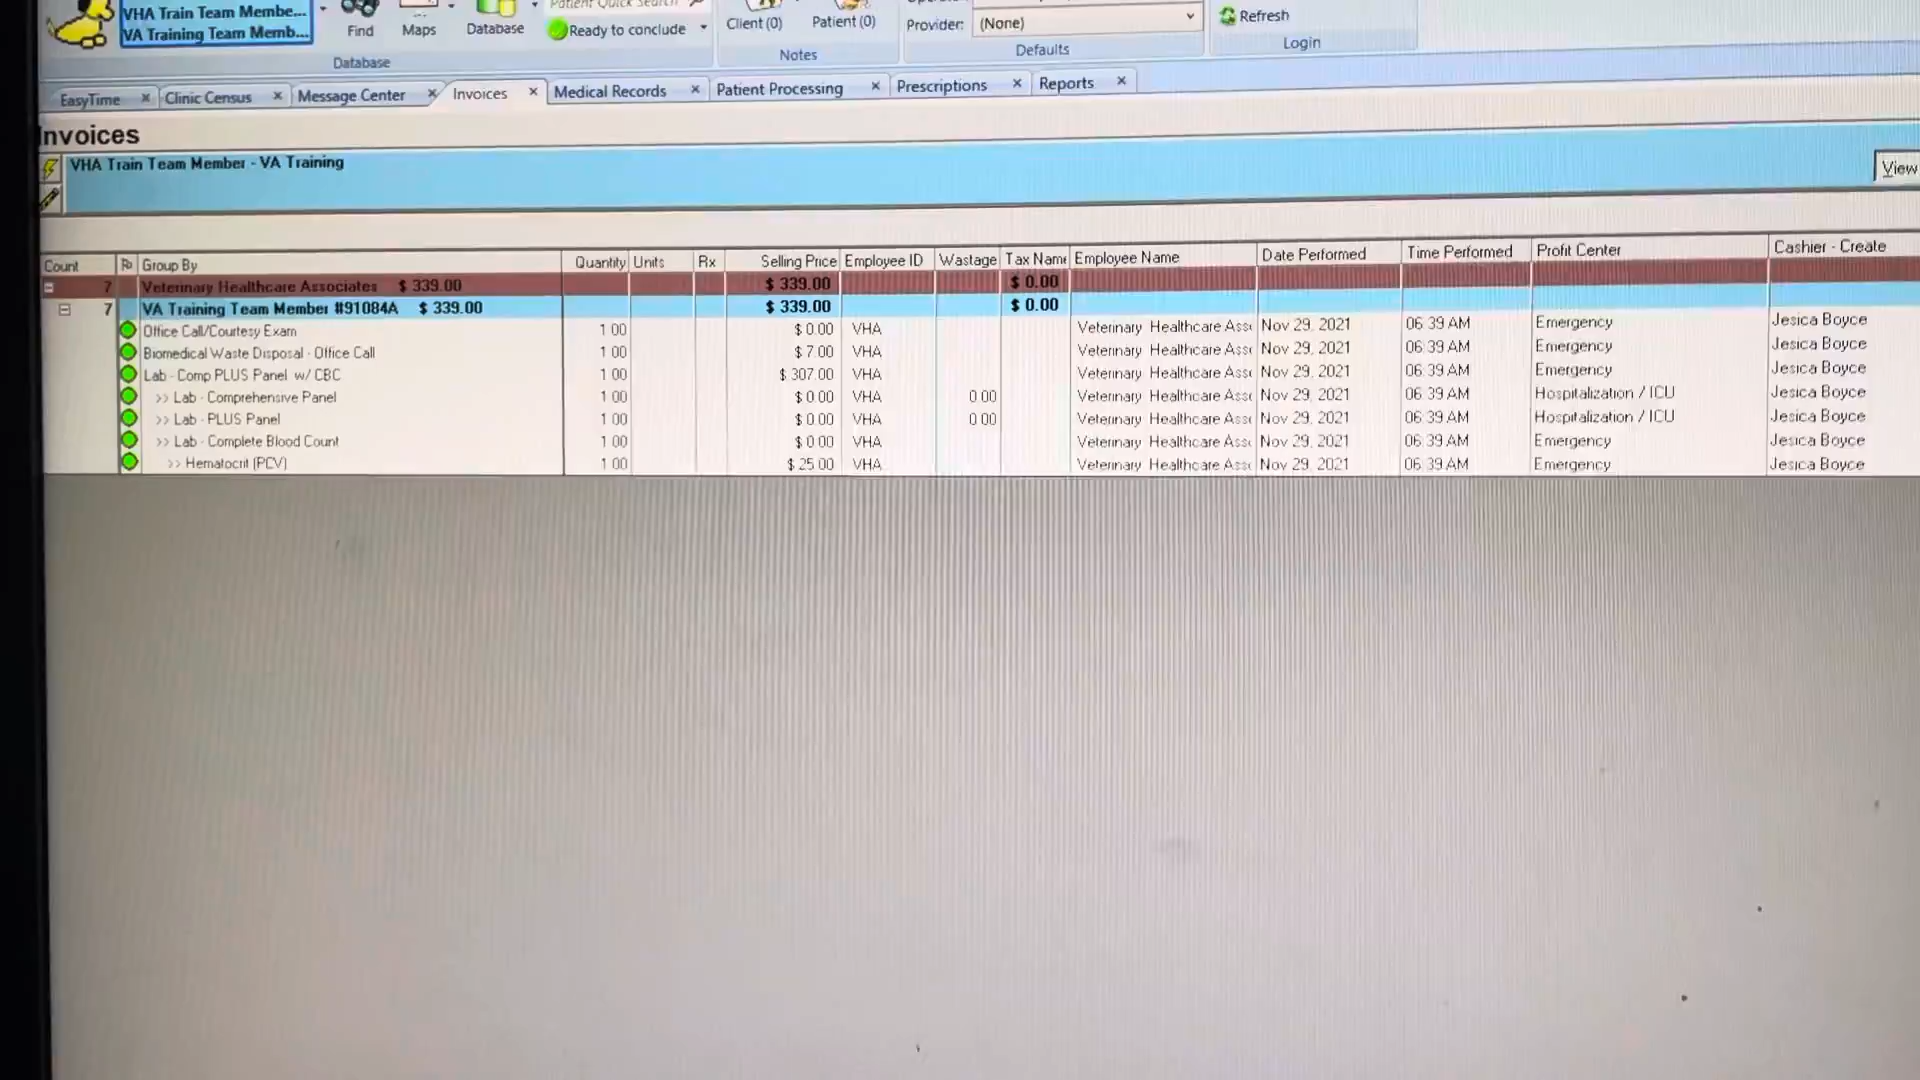 VHA Train Team Membe...
VA Training Team Memb...
Find
Maps
Database
Patient Quick Search
Ready to conclude
Database
Client (0)
Patient (0)
Notes
Provider:
(None)
Defaults
Refresh
Login
EasyTime
Clinic Census
Message Center
Invoices
Medical Records
Patient Processing
Prescriptions
Reports
Invoices
VHA Train Team Member - VA Training
View
Count Group By Quantity Units Rx Selling Price Employee ID Wastage Tax Name Employee Name Date Performed Time Performed Profit Center Cashier - Create
7 Veterinary Healthcare Associates $ 339.00 $ 339.00 $ 0.00
7 VA Training Team Member #91084A $ 339.00 $ 339.00 $ 0.00
Office Call/Courtesy Exam 1.00 $ 0.00 VHA Veterinary Healthcare Asso Nov 29, 2021 06:39 AM Emergency Jesica Boyce
Biomedical Waste Disposal - Office Call 1.00 $ 7.00 VHA Veterinary Healthcare Asso Nov 29, 2021 06:39 AM Emergency Jesica Boyce
Lab - Comp PLUS Panel w/ CBC 1.00 $ 307.00 VHA Veterinary Healthcare Asso Nov 29, 2021 06:39 AM Emergency Jesica Boyce
>> Lab - Comprehensive Panel 1.00 $ 0.00 VHA 0.00 Veterinary Healthcare Asso Nov 29, 2021 06:39 AM Hospitalization / ICU Jesica Boyce
>> Lab - PLUS Panel 1.00 $ 0.00 VHA 0.00 Veterinary Healthcare Asso Nov 29, 2021 06:39 AM Hospitalization / ICU Jesica Boyce
>> Lab - Complete Blood Count 1.00 $ 0.00 VHA Veterinary Healthcare Asso Nov 29, 2021 06:39 AM Emergency Jesica Boyce
>> Hematocrit (PCV) 1.00 $ 25.00 VHA Veterinary Healthcare Asso Nov 29, 2021 06:39 AM Emergency Jesica Boyce